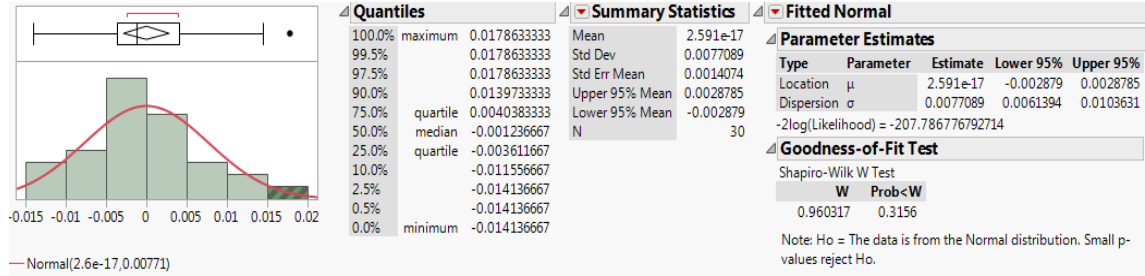 -0.015 -0.01 -0.005 0 0.005 0.01 0.015 0.02
Normal(2.6e-17,0.00771)
Quantiles
100.0% maximum 0.0178633333
99.5% 0.0178633333
97.5% 0.0178633333
90.0% 0.0139733333
75.0% quartile 0.0040383333
50.0% median -0.001236667
25.0% quartile -0.003611667
10.0% -0.011556667
2.5% -0.014136667
0.5% -0.014136667
0.0% minimum -0.014136667
Summary Statistics
Mean 2.591e-17
Std Dev 0.0077089
Std Err Mean 0.0014074
Upper 95% Mean 0.0028785
Lower 95% Mean -0.002879
N 30
Fitted Normal
Parameter Estimates
Type Parameter Estimate Lower 95% Upper 95%
Location μ 2.591e-17 -0.002879 0.0028785
Dispersion σ 0.0077089 0.0061394 0.0103631
-2log(Likelihood) = -207.786776792714
Goodness-of-Fit Test
Shapiro-Wilk W Test
W Prob<W
0.960317 0.3156
Note: Ho = The data is from the Normal distribution. Small p-
values reject Ho.